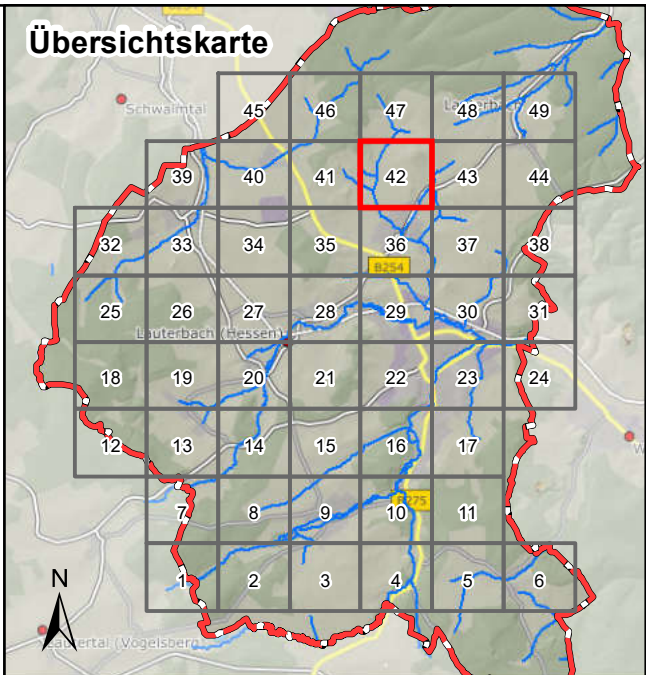 Übersichtskarte
Schwalmtal
45 46 47 48 49
39 40 41 42 43 44
32 33 34 35 36 37 38
B254
25 26 27 28 29 30 31
Lauterbach (Hessen)
18 19 20 21 22 23 24
12 13 14 15 16 17
7 8 9 10 11
1 2 3 4 5 6
N
(Vogelsberg)